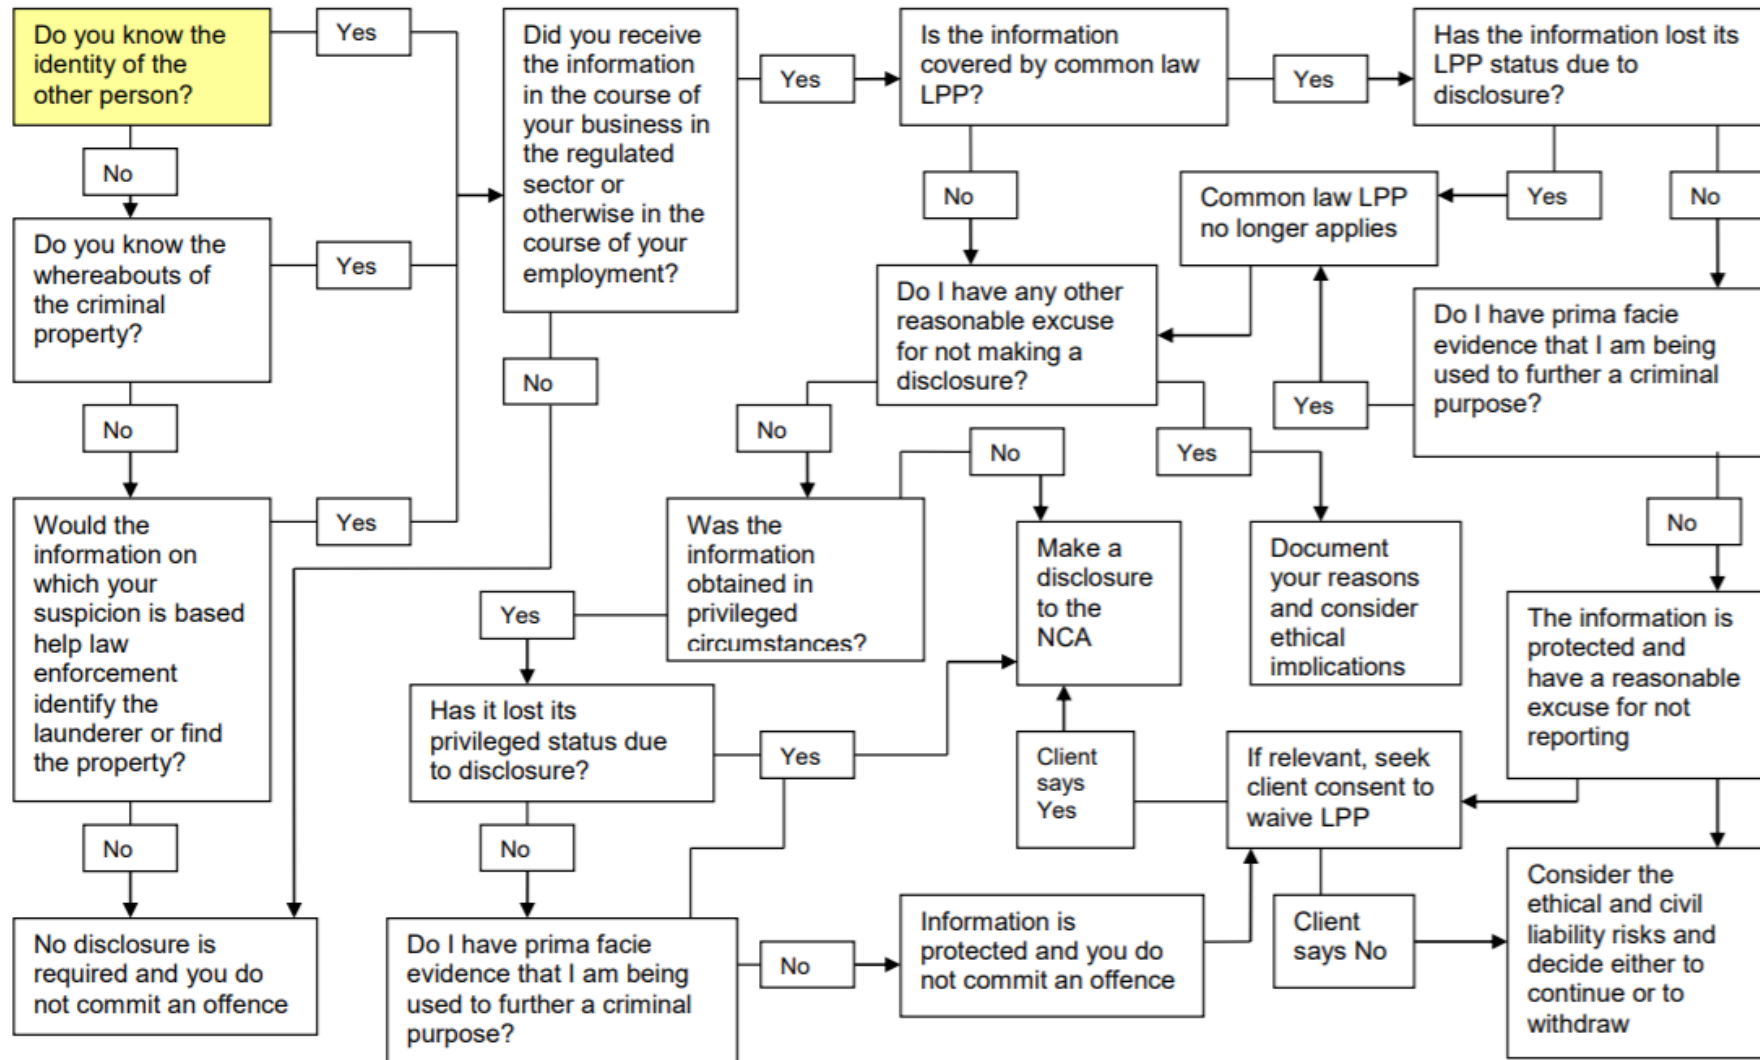 Do you know the
identity of the
other person?
Yes
No
Do you know the
whereabouts of
the criminal
property?
Yes
No
Would the
information on
which your
suspicion is based
help law
enforcement
identify the
launderer or find
the property?
Yes
No
No disclosure is
required and you do
not commit an offence
Did you receive
the information
in the course of
your business in
the regulated
sector or
otherwise in the
course of your
employment?
Yes
No
Is the information
covered by common law
LPP?
Yes
No
Has the information lost its
LPP status due to
disclosure?
Yes
No
Common law LPP
no longer applies
Do I have any other
reasonable excuse
for not making a
disclosure?
No
Yes
Do I have prima facie
evidence that I am being
used to further a criminal
purpose?
Yes
No
Was the
information
obtained in
privileged
circumstances?
No
Yes
Make a
disclosure
to the
NCA
Document
your reasons
and consider
ethical
implications
The information is
protected and
have a reasonable
excuse for not
reporting
Has it lost its
privileged status due
to disclosure?
Yes
No
Client
says
Yes
If relevant, seek
client consent to
waive LPP
Do I have prima facie
evidence that I am being
used to further a criminal
purpose?
No
Information is
protected and you do
not commit an offence
Client
says No
Consider the
ethical and civil
liability risks and
decide either to
continue or to
withdraw